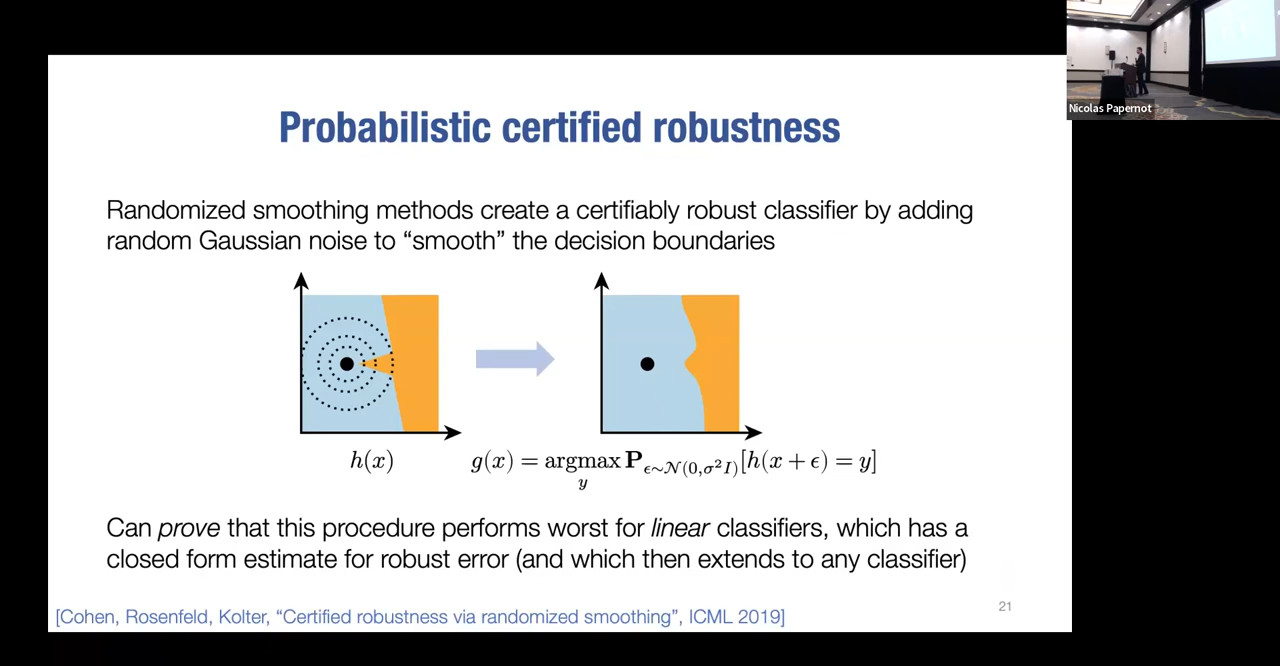 Nicolas Papernot
Probabilistic certified robustness
Randomized smoothing methods create a certifiably robust classifier by adding
random Gaussian noise to “smooth” the decision boundaries
h(x)
g(x) = argmax P_{ϵ∼𝒩(0,σ²I)}[h(x + ϵ) = y]
y
Can prove that this procedure performs worst for linear classifiers, which has a
closed form estimate for robust error (and which then extends to any classifier)
21
[Cohen, Rosenfeld, Kolter, “Certified robustness via randomized smoothing”, ICML 2019]